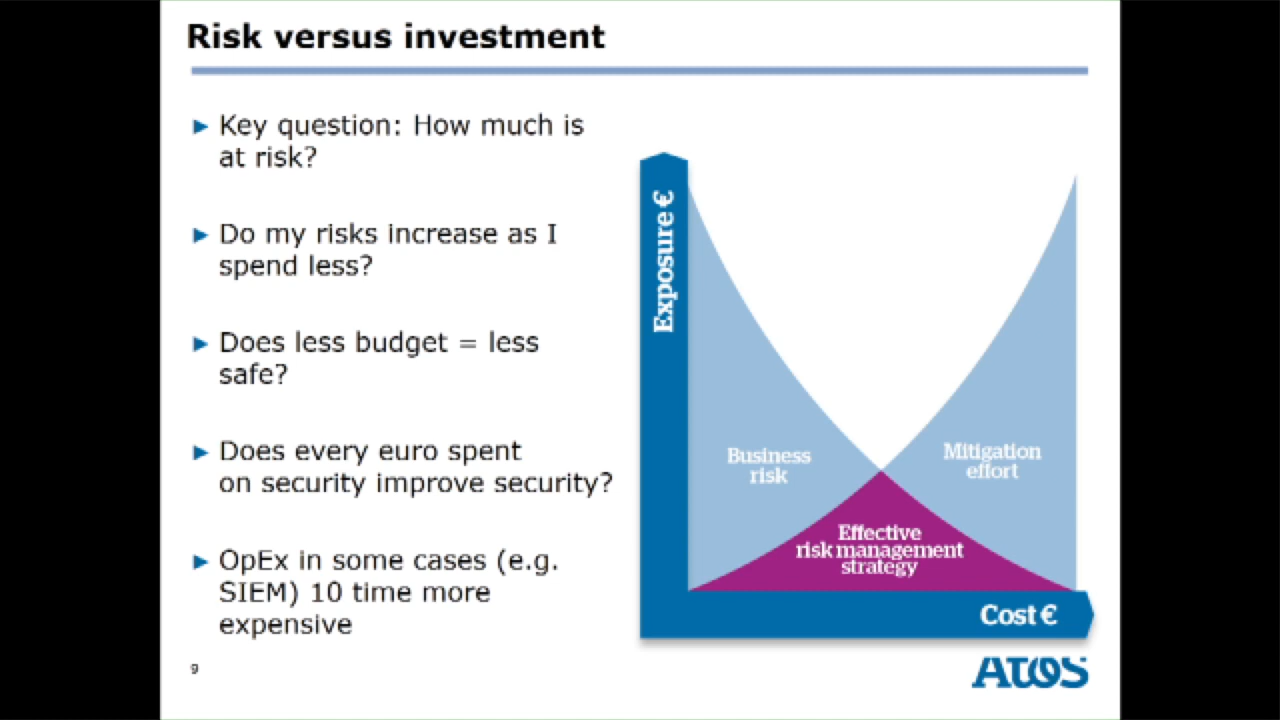 Risk versus investment
Key question: How much is
at risk?
Do my risks increase as I
spend less?
Does less budget = less
safe?
Does every euro spent
on security improve security?
OpEx in some cases (e.g.
SIEM) 10 time more
expensive
Exposure €
Business
risk
Mitigation
effort
Effective
risk management
strategy
Cost €
9
Atos